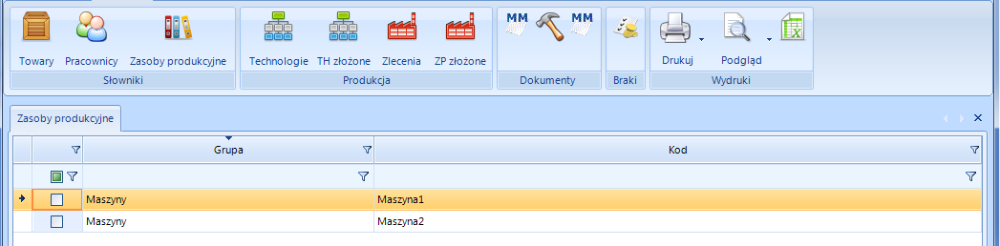 MM MM
Towary Pracownicy Zasoby produkcyjne Technologie TH złożone Zlecenia ZP złożone Drukuj Podgląd
Słowniki Produkcja Dokumenty Braki Wydruki
Zasoby produkcyjne
Grupa Kod
Maszyny Maszyna1
Maszyny Maszyna2